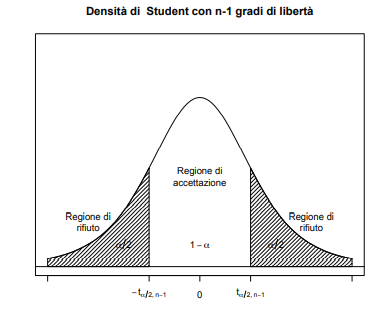 Densità di Student con n-1 gradi di libertà
Regione di
accettazione
Regione di
rifiuto
Regione di
rifiuto
α/2
1 − α
α/2
− tα/2, n−1
0
tα/2, n−1